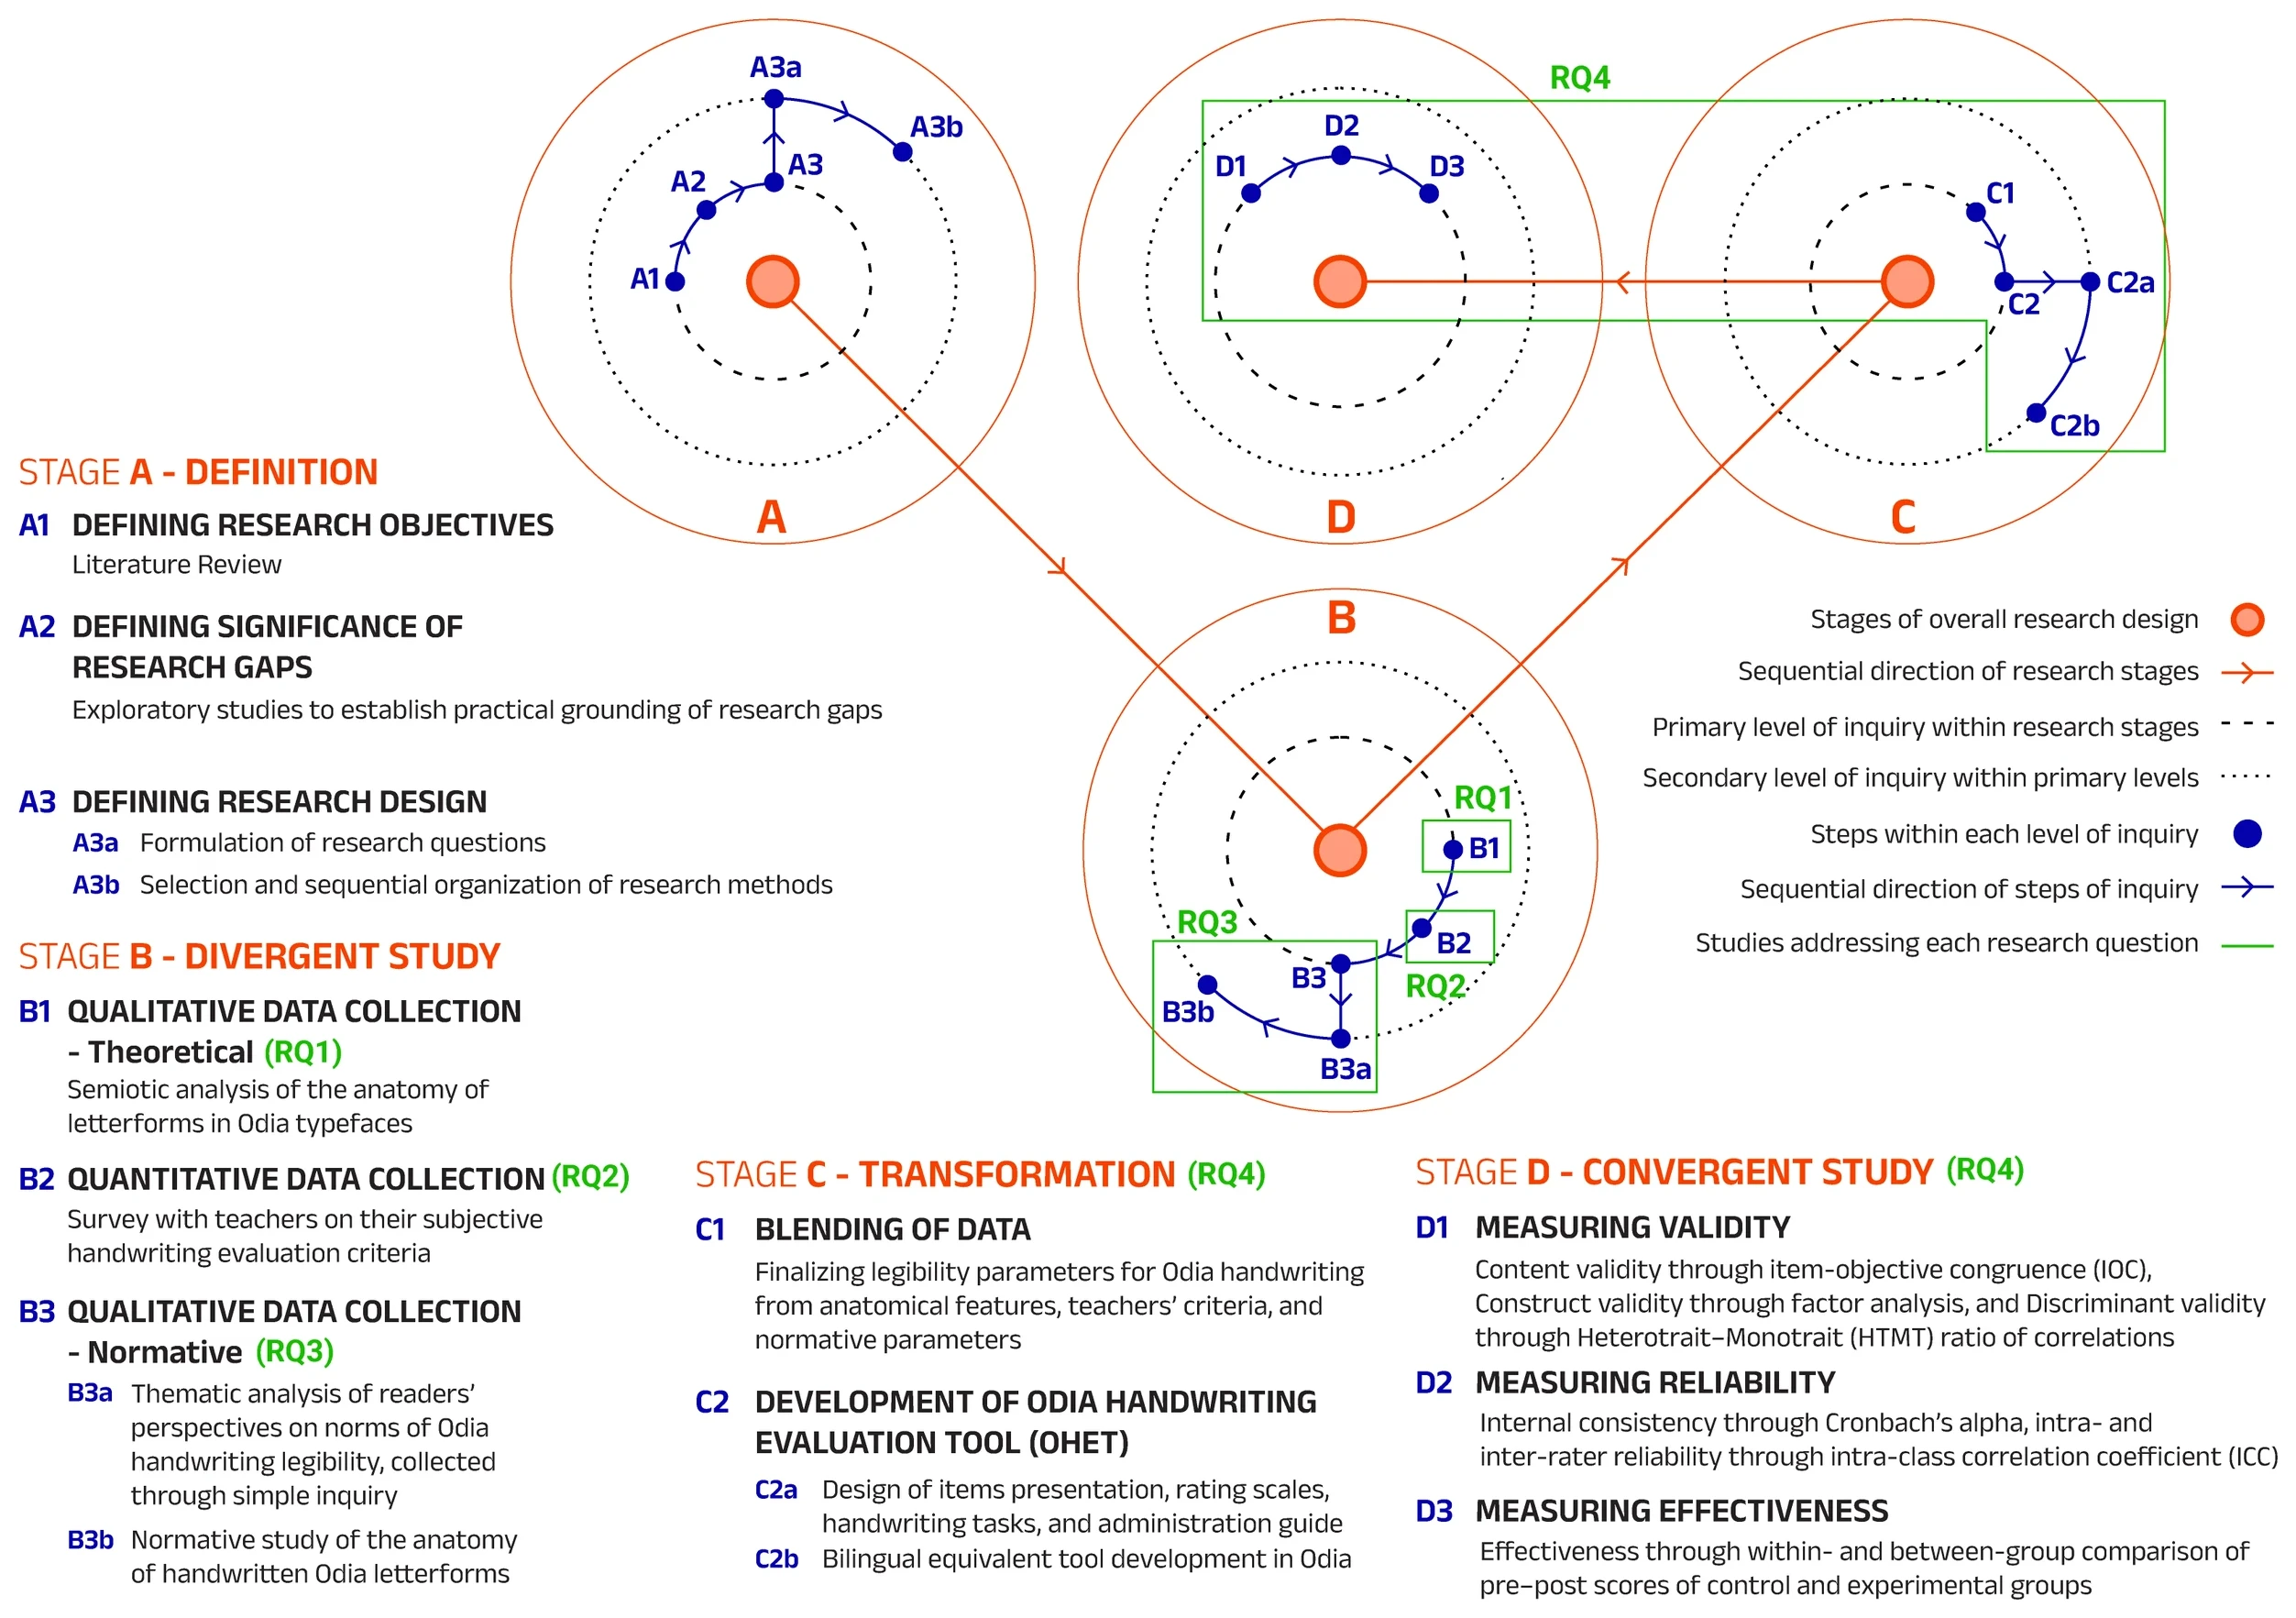 A3a
A3b
A3
A2
A1
A
RQ4
D1
D2
D3
D
C1
C2
C2a
C2b
C
B
RQ1
B1
B2
RQ2
RQ3
B3
B3b
B3a
Stages of overall research design
Sequential direction of research stages
Primary level of inquiry within research stages
Secondary level of inquiry within primary levels
Steps within each level of inquiry
Sequential direction of steps of inquiry
Studies addressing each research question
STAGE A - DEFINITION
A1 DEFINING RESEARCH OBJECTIVES
Literature Review
A2 DEFINING SIGNIFICANCE OF
RESEARCH GAPS
Exploratory studies to establish practical grounding of research gaps
A3 DEFINING RESEARCH DESIGN
A3a Formulation of research questions
A3b Selection and sequential organization of research methods
STAGE B - DIVERGENT STUDY
B1 QUALITATIVE DATA COLLECTION
- Theoretical (RQ1)
Semiotic analysis of the anatomy of
letterforms in Odia typefaces
B2 QUANTITATIVE DATA COLLECTION (RQ2)
Survey with teachers on their subjective
handwriting evaluation criteria
B3 QUALITATIVE DATA COLLECTION
- Normative (RQ3)
B3a Thematic analysis of readers’
perspectives on norms of Odia
handwriting legibility, collected
through simple inquiry
B3b Normative study of the anatomy
of handwritten Odia letterforms
STAGE C - TRANSFORMATION (RQ4)
C1 BLENDING OF DATA
Finalizing legibility parameters for Odia handwriting
from anatomical features, teachers’ criteria, and
normative parameters
C2 DEVELOPMENT OF ODIA HANDWRITING
EVALUATION TOOL (OHET)
C2a Design of items presentation, rating scales,
handwriting tasks, and administration guide
C2b Bilingual equivalent tool development in Odia
STAGE D - CONVERGENT STUDY (RQ4)
D1 MEASURING VALIDITY
Content validity through item-objective congruence (IOC),
Construct validity through factor analysis, and Discriminant validity
through Heterotrait–Monotrait (HTMT) ratio of correlations
D2 MEASURING RELIABILITY
Internal consistency through Cronbach’s alpha, intra- and
inter-rater reliability through intra-class correlation coefficient (ICC)
D3 MEASURING EFFECTIVENESS
Effectiveness through within- and between-group comparison of
pre–post scores of control and experimental groups